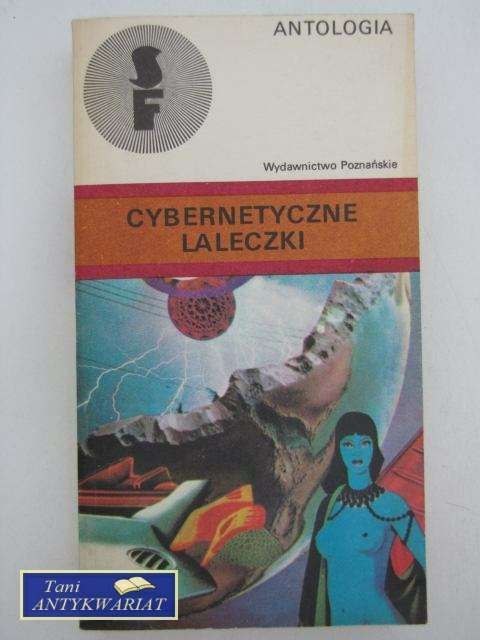 SF
ANTOLOGIA
Wydawnictwo Poznańskie
CYBERNETYCZNE
LALECZKI
Tani
ANTYKWARIAT